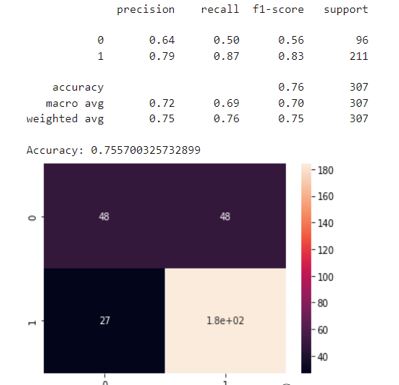 precision recall f1-score support
0 0.64 0.50 0.56 96
1 0.79 0.87 0.83 211
accuracy 0.76 307
macro avg 0.72 0.69 0.70 307
weighted avg 0.75 0.76 0.75 307
Accuracy: 0.755700325732899
180
160
140
120
100
80
60
40
0
48 48
1
27 1.8e+02